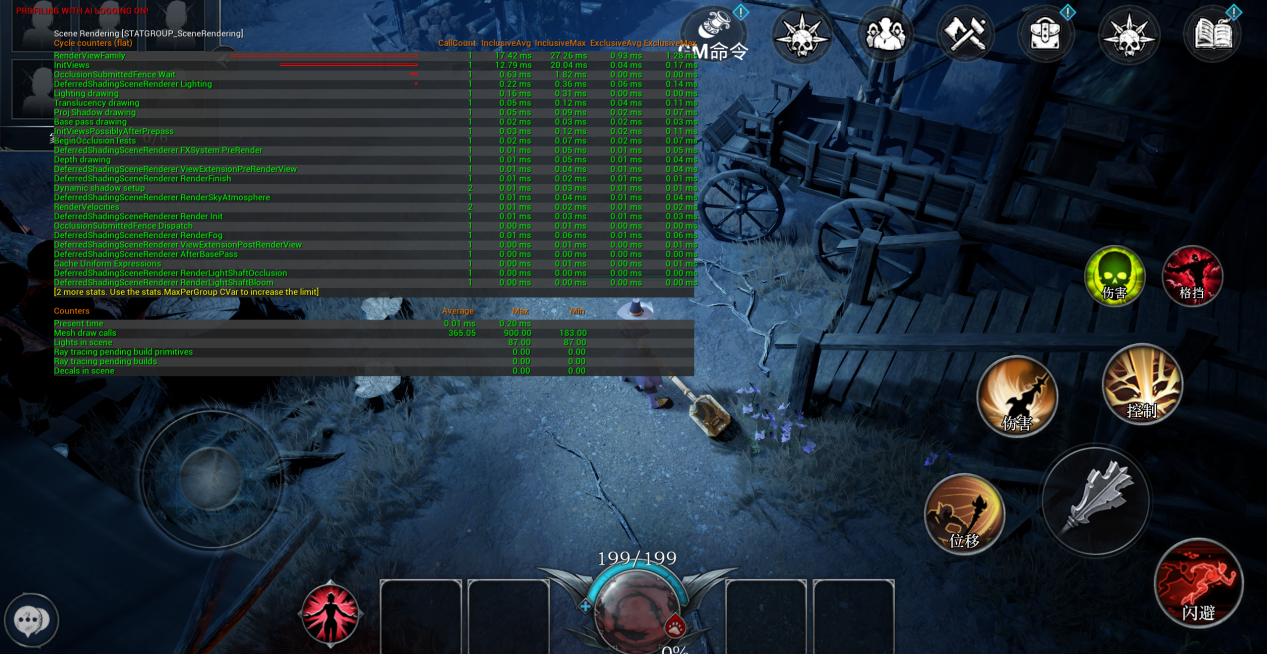 PROFILING WITH AI LOGGING ON!
Scene Rendering [STATGROUP_SceneRendering]
Cycle counters (flat) CallCount InclusiveAvg InclusiveMax ExclusiveAvg ExclusiveMax
GM命令
RenderViewFamily 1 17.42 ms 27.26 ms 0.93 ms 1.28 ms
InitViews 1 12.79 ms 20.04 ms 0.04 ms 0.17 ms
OcclusionSubmittedFence Wait 1 0.63 ms 1.82 ms 0.00 ms 0.00 ms
DeferredShadingSceneRenderer Lighting 1 0.22 ms 0.36 ms 0.06 ms 0.14 ms
Lighting drawing 1 0.16 ms 0.31 ms 0.00 ms 0.00 ms
Translucency drawing 1 0.05 ms 0.12 ms 0.04 ms 0.11 ms
Proj Shadow drawing 1 0.05 ms 0.09 ms 0.02 ms 0.07 ms
Base pass drawing 1 0.02 ms 0.03 ms 0.02 ms 0.03 ms
InitViewsPossiblyAfterPrepass 1 0.03 ms 0.12 ms 0.02 ms 0.11 ms
BeginOcclusionTests 1 0.02 ms 0.07 ms 0.02 ms 0.07 ms
DeferredShadingSceneRenderer FXSystem PreRender 1 0.01 ms 0.05 ms 0.01 ms 0.05 ms
Depth drawing 1 0.01 ms 0.05 ms 0.01 ms 0.04 ms
DeferredShadingSceneRenderer ViewExtensionPreRenderView 1 0.01 ms 0.04 ms 0.01 ms 0.04 ms
DeferredShadingSceneRenderer RenderFinish 1 0.01 ms 0.02 ms 0.01 ms 0.01 ms
Dynamic shadow setup 2 0.01 ms 0.03 ms 0.01 ms 0.01 ms
DeferredShadingSceneRenderer RenderSkyAtmosphere 1 0.01 ms 0.04 ms 0.01 ms 0.04 ms
RenderVelocities 2 0.01 ms 0.02 ms 0.01 ms 0.02 ms
DeferredShadingSceneRenderer Render Init 1 0.01 ms 0.03 ms 0.01 ms 0.03 ms
OcclusionSubmittedFence Dispatch 1 0.01 ms 0.01 ms 0.00 ms 0.01 ms
DeferredShadingSceneRenderer RenderFog 1 0.01 ms 0.06 ms 0.01 ms 0.06 ms
DeferredShadingSceneRenderer ViewExtensionPostRenderView 1 0.00 ms 0.01 ms 0.00 ms 0.01 ms
DeferredShadingSceneRenderer AfterBasePass 1 0.00 ms 0.00 ms 0.00 ms 0.00 ms
Cache Uniform Expressions 1 0.00 ms 0.01 ms 0.00 ms 0.01 ms
DeferredShadingSceneRenderer RenderLightShaftOcclusion 1 0.00 ms 0.00 ms 0.00 ms 0.00 ms
DeferredShadingSceneRenderer RenderLightShaftBloom 1 0.00 ms 0.00 ms 0.00 ms 0.00 ms
[2 more stats. Use the stats.MaxPerGroup CVar to increase the limit]
Counters Average Max Min
Present time 0.01 ms 0.20 ms
Mesh draw calls 365.05 900.00 183.00
Lights in scene 87.00 87.00
Ray tracing pending build primitives 0.00 0.00
Ray tracing pending builds 0.00 0.00
Decals in scene 0.00 0.00
伤害
格挡
伤害
控制
位移
闪避
199/199
0%